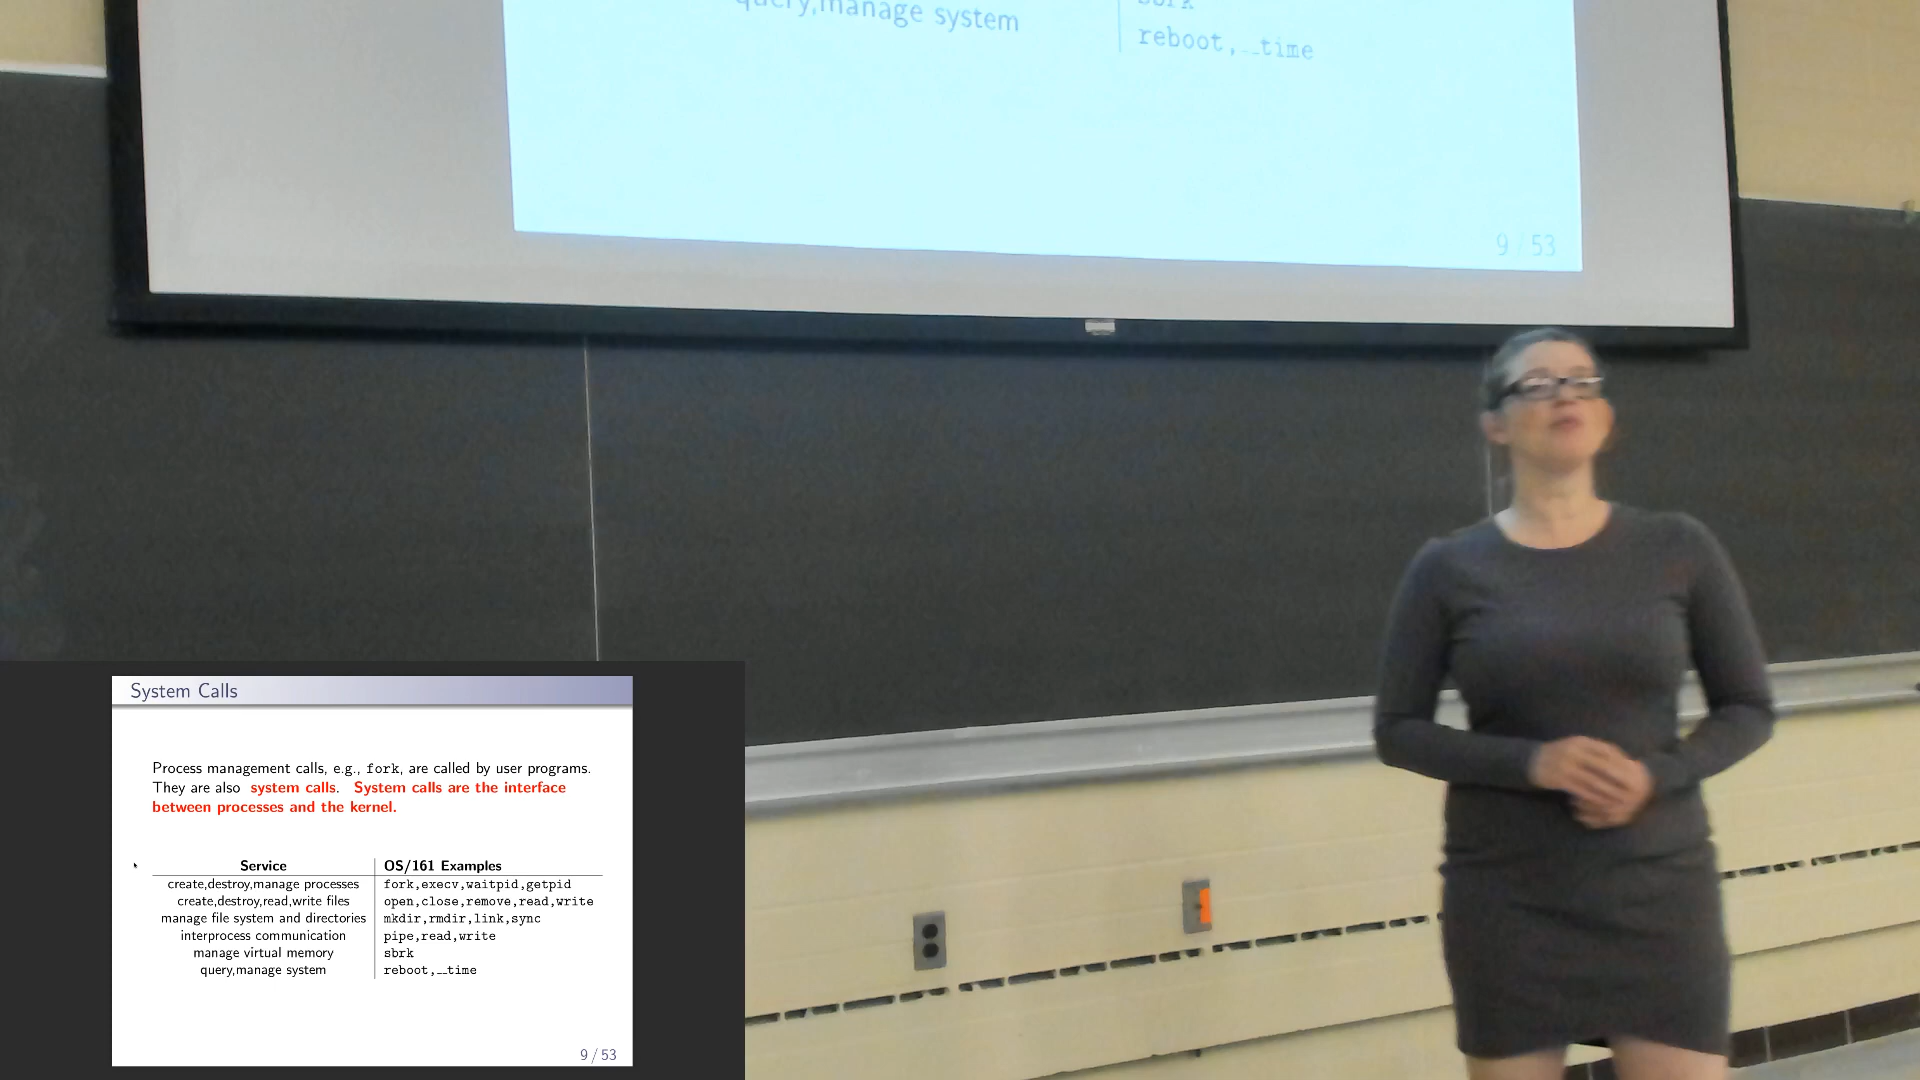 query,manage system
reboot,__time
9 / 53
System Calls
Process management calls, e.g., fork, are called by user programs.
They are also system calls. System calls are the interface
between processes and the kernel.
Service OS/161 Examples
create,destroy,manage processes fork,execv,waitpid,getpid
create,destroy,read,write files open,close,remove,read,write
manage file system and directories mkdir,rmdir,link,sync
interprocess communication pipe,read,write
manage virtual memory sbrk
query,manage system reboot,__time
9 / 53